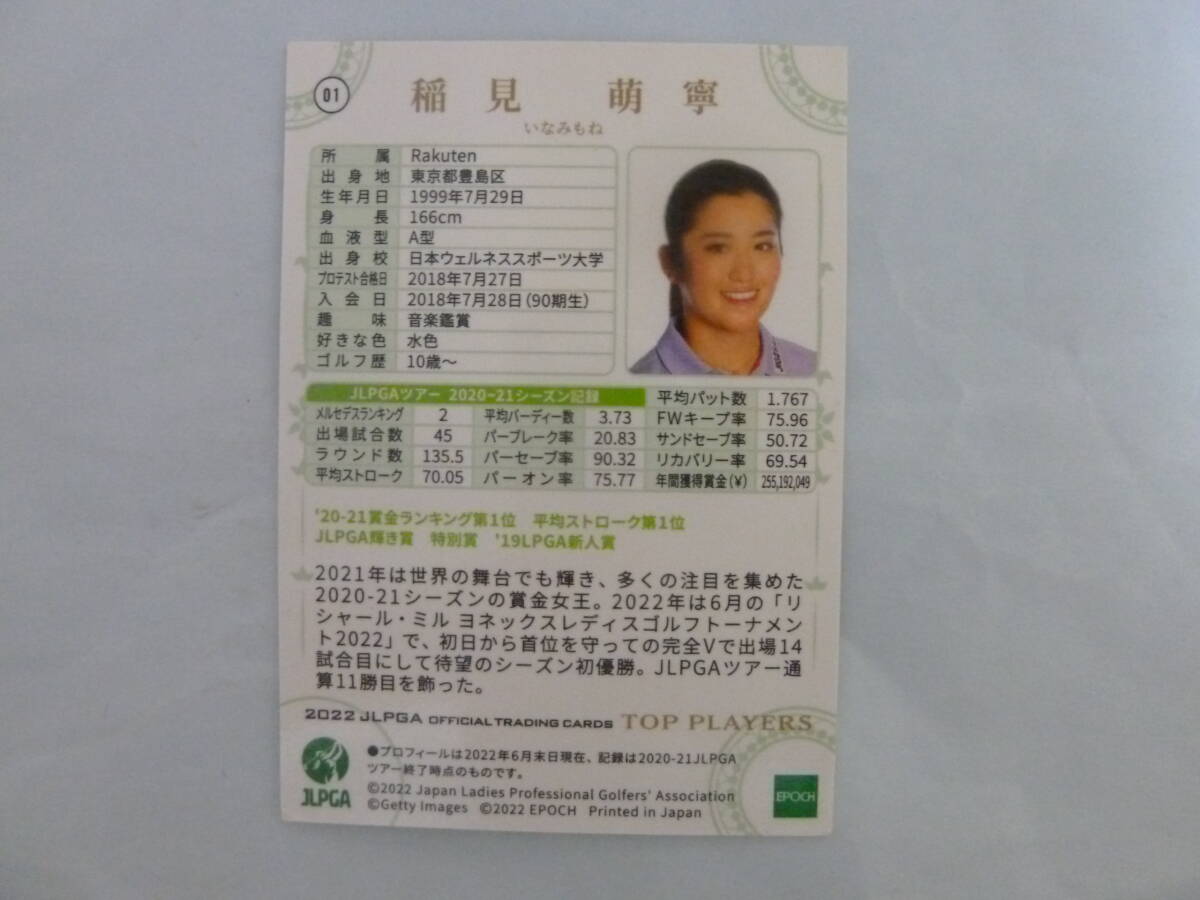 01
稲見 萌寧
いなみもね
所属 Rakuten
出身地 東京都豊島区
生年月日 1999年7月29日
身長 166cm
血液型 A型
出身校 日本ウェルネススポーツ大学
プロテスト合格日 2018年7月27日
入会日 2018年7月28日(90期生)
趣味 音楽鑑賞
好きな色 水色
ゴルフ歴 10歳〜
JLPGAツアー 2020-21シーズン記録 平均パット数 1.767
メルセデスランキング 2 平均バーディー数 3.73 FWキープ率 75.96
出場試合数 45 パーブレーク率 20.83 サンドセーブ率 50.72
ラウンド数 135.5 パーセーブ率 90.32 リカバリー率 69.54
平均ストローク 70.05 パーオン率 75.77 年間獲得賞金(¥) 255,192,049
'20-21賞金ランキング第1位 平均ストローク第1位
JLPGA輝き賞 特別賞 '19LPGA新人賞
2021年は世界の舞台でも輝き、多くの注目を集めた
2020-21シーズンの賞金女王。2022年は6月の「リ
シャール・ミル ヨネックスレディスゴルフトーナメン
ト2022」で、初日から首位を守っての完全Vで出場14
試合目にして待望のシーズン初優勝。JLPGAツアー通
算11勝目を飾った。
2022 JLPGA OFFICIAL TRADING CARDS TOP PLAYERS
●プロフィールは2022年6月末日現在、記録は2020-21JLPGA
ツアー終了時点のものです。
©2022 Japan Ladies Professional Golfers' Association
©Getty Images ©2022 EPOCH Printed in Japan
JLPGA
EPOCH